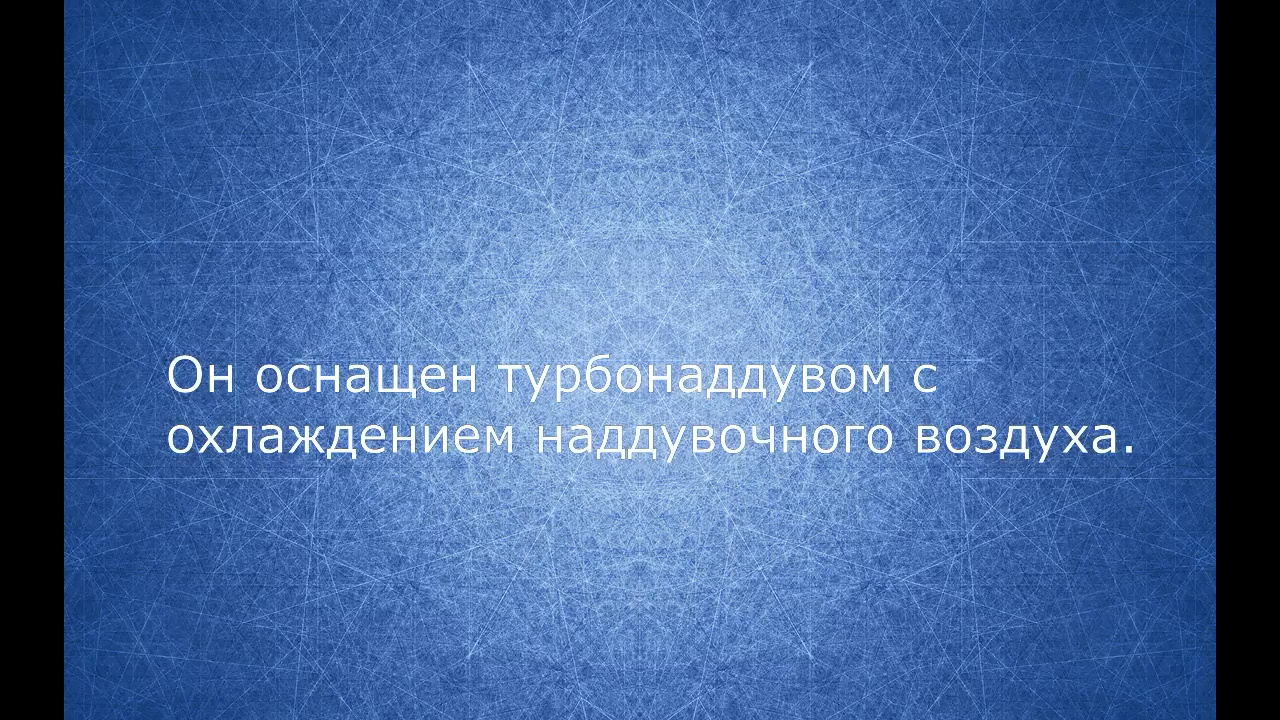 Он оснащен турбонаддувом с
охлаждением наддувочного воздуха.